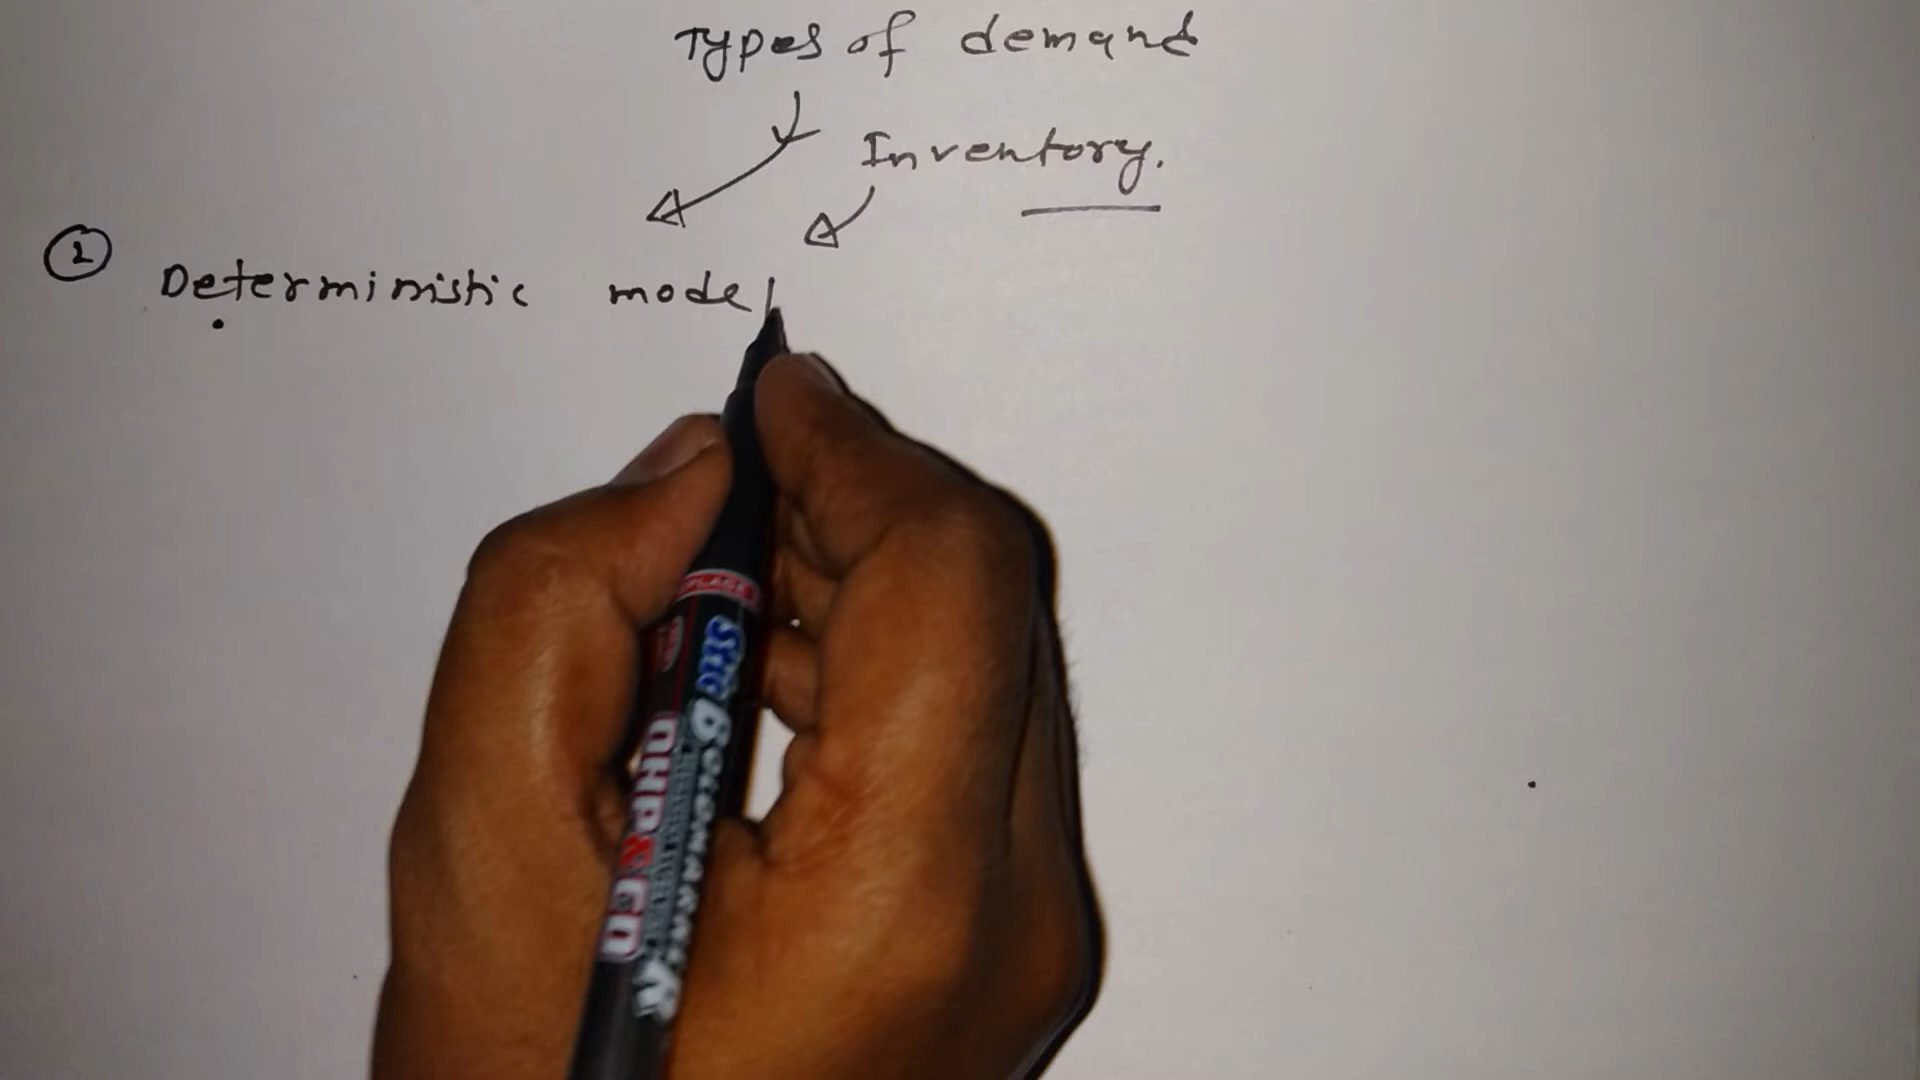 Types of demand
Inventory.
1 Deterministic model